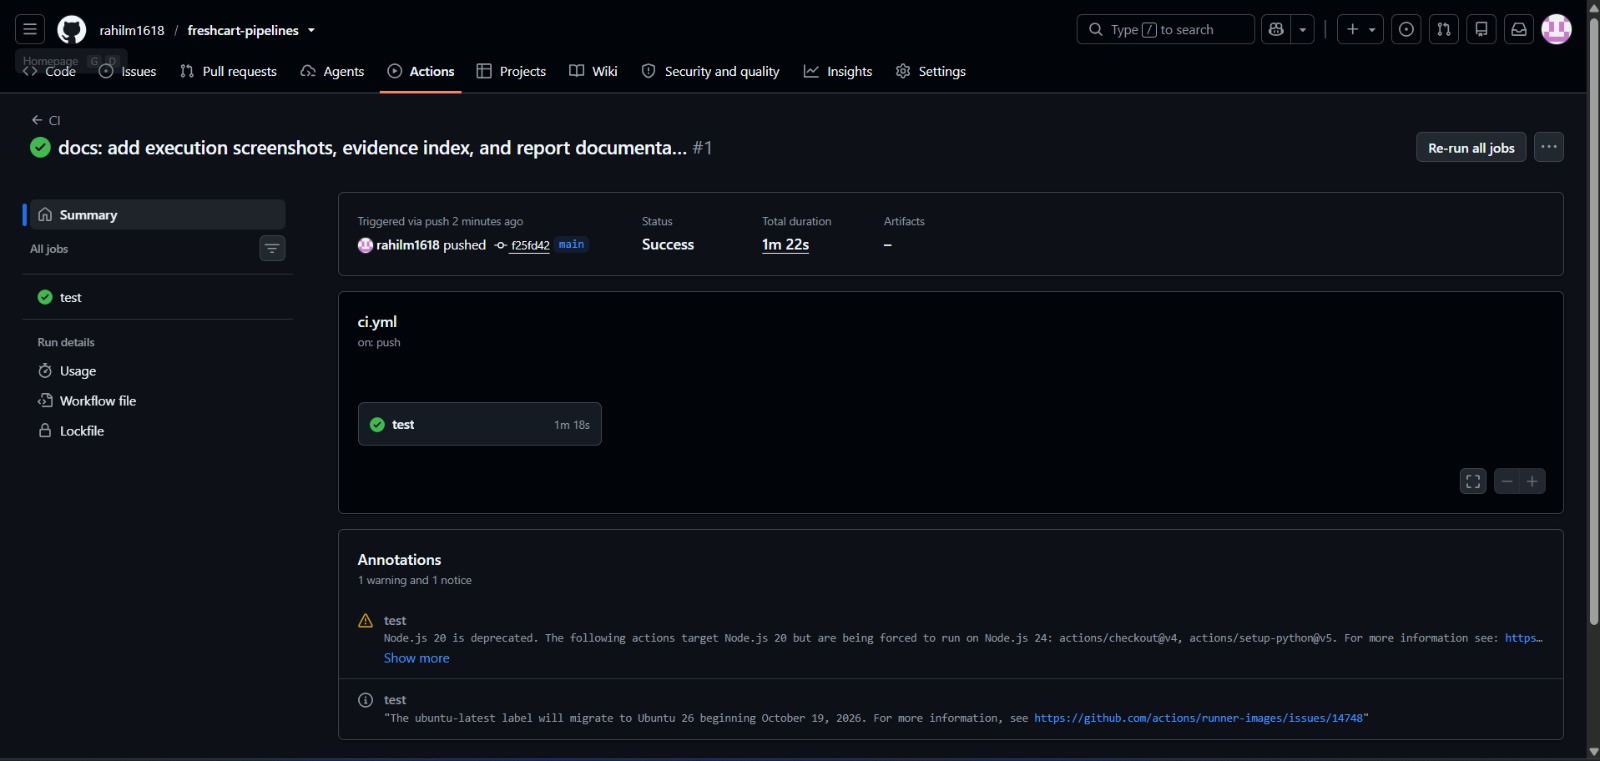 rahilm1618 / freshcart-pipelines
Type / to search
Homepage G D
Code
Issues
Pull requests
Agents
Actions
Projects
Wiki
Security and quality
Insights
Settings
← CI
docs: add execution screenshots, evidence index, and report documenta... #1
Re-run all jobs
Summary
All jobs
test
Run details
Usage
Workflow file
Lockfile
Triggered via push 2 minutes ago
rahilm1618 pushed f25fd42 main
Status
Success
Total duration
1m 22s
Artifacts
–
ci.yml
on: push
test 1m 18s
Annotations
1 warning and 1 notice
test
Node.js 20 is deprecated. The following actions target Node.js 20 but are being forced to run on Node.js 24: actions/checkout@v4, actions/setup-python@v5. For more information see: https…
Show more
test
"The ubuntu-latest label will migrate to Ubuntu 26 beginning October 19, 2026. For more information, see https://github.com/actions/runner-images/issues/14748"